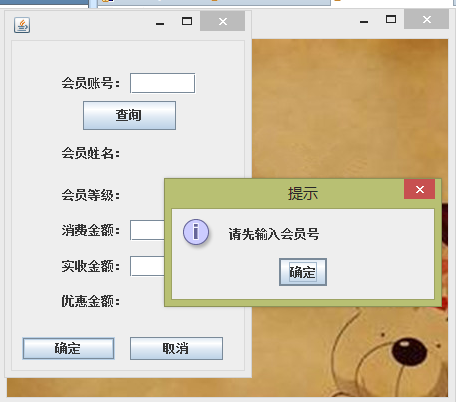 会员账号：
查询
会员姓名：
会员等级：
消费金额：
实收金额：
优惠金额：
确定
取消
提示
请先输入会员号
确定